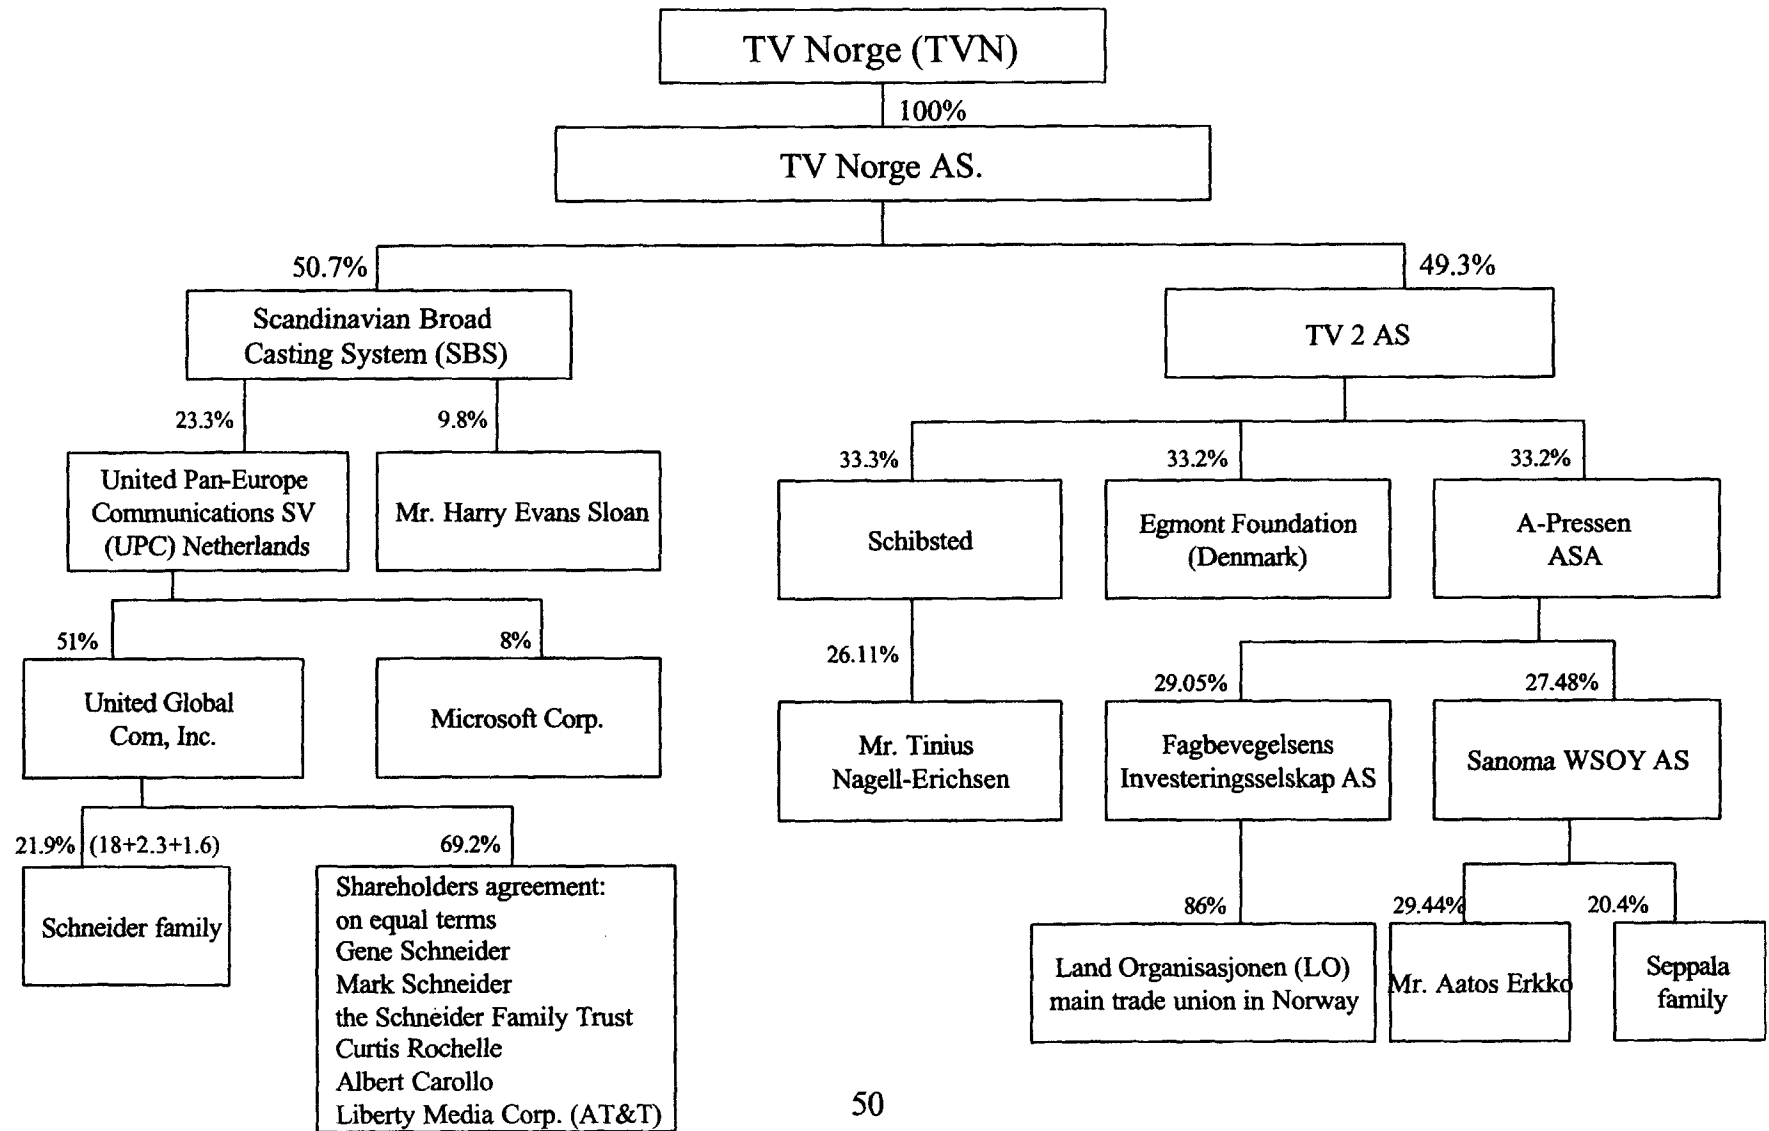 TV Norge (TVN)
100%
TV Norge AS.
50.7%
49.3%
Scandinavian Broad
Casting System (SBS)
TV 2 AS
23.3%
9.8%
33.3%
33.2%
33.2%
United Pan-Europe
Communications SV
(UPC) Netherlands
Mr. Harry Evans Sloan
Schibsted
Egmont Foundation
(Denmark)
A-Pressen
ASA
51%
8%
26.11%
29.05%
27.48%
United Global
Com, Inc.
Microsoft Corp.
Mr. Tinius
Nagell-Erichsen
Fagbevegelsens
Investeringsselskap AS
Sanoma WSOY AS
21.9% (18+2.3+1.6)
69.2%
86%
29.44%
20.4%
Schneider family
Shareholders agreement:
on equal terms
Gene Schneider
Mark Schneider
the Schneider Family Trust
Curtis Rochelle
Albert Carollo
Liberty Media Corp. (AT&T)
Land Organisasjonen (LO)
main trade union in Norway
Mr. Aatos Erkko
Seppala
family
50